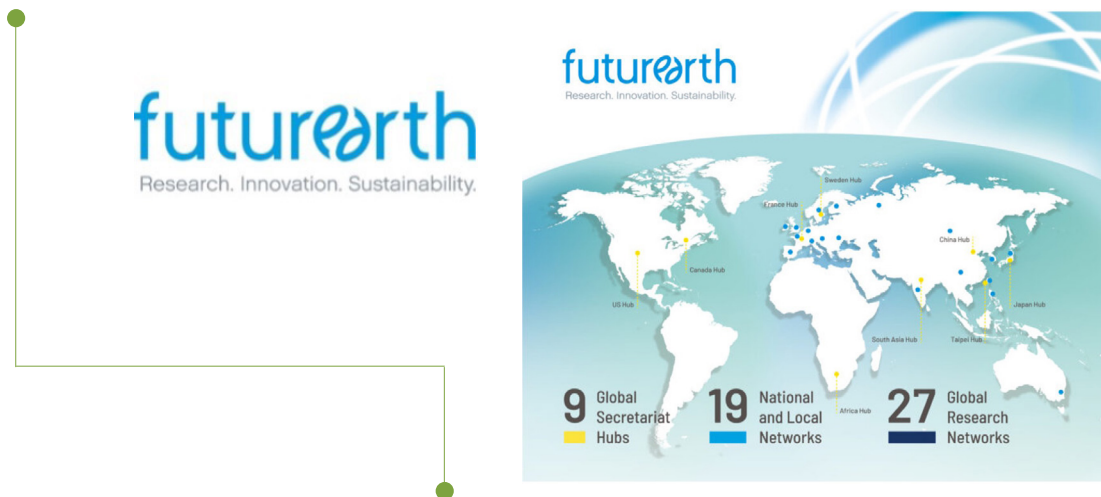 futurearth
Research. Innovation. Sustainability.
futurearth
Research. Innovation. Sustainability.
Sweden Hub
France Hub
China Hub
Canada Hub
US Hub
Japan Hub
South Asia Hub
Taipei Hub
Africa Hub
9 Global
Secretariat
Hubs
19 National
and Local
Networks
27 Global
Research
Networks